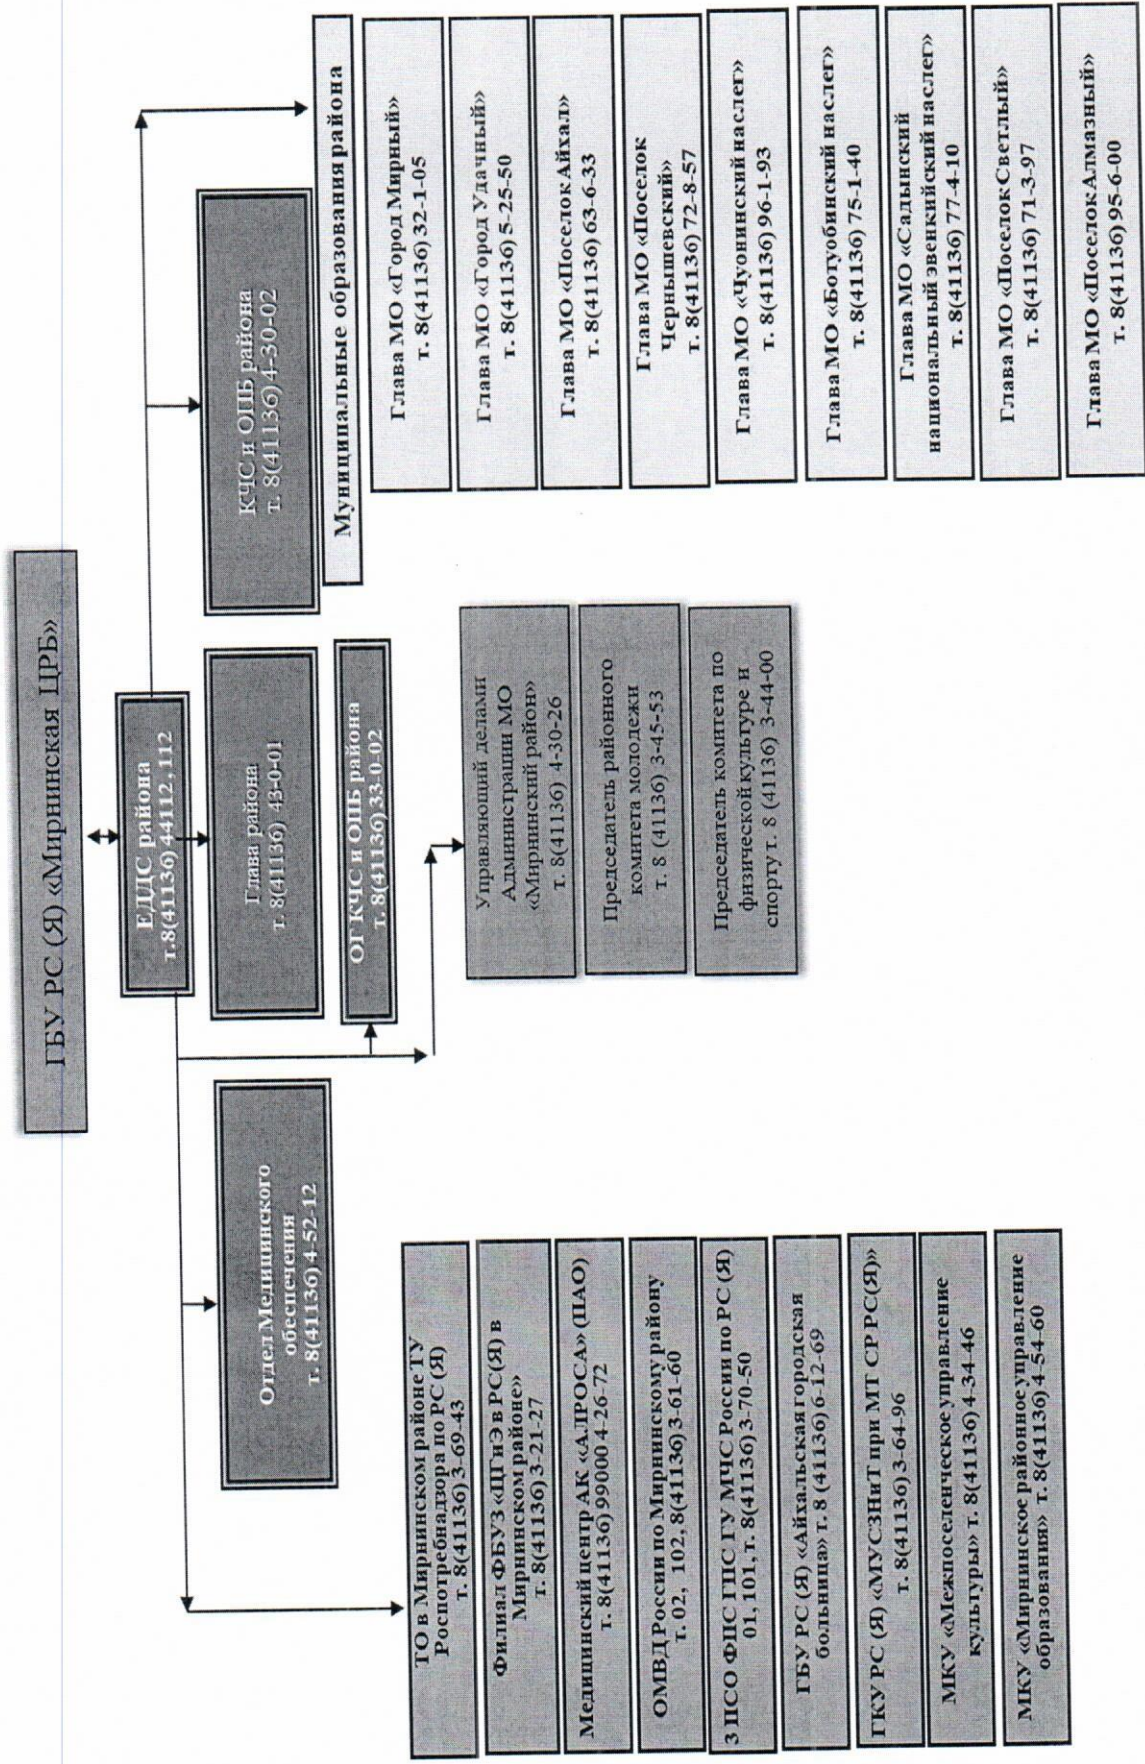 ГБУ РС (Я) «Мирнинская ЦРБ»
ЕДДС района
т.8(41136) 44112, 112
Отдел Медицинского
обеспечения
т. 8(41136) 4-52-12
Глава района
т. 8(41136) 43-0-01
КЧС и ОПБ района
т. 8(41136) 4-30-02
ОГ КЧС и ОПБ района
т. 8(41136) 33-0-02
ТО в Мирнинском районе ТУ
Роспотребнадзора по РС (Я)
т. 8(41136) 3-69-43
Филиал ФБУЗ «ЦГиЭ в РС(Я) в
Мирнинском районе»
т. 8(41136) 3-21-27
Медицинский центр АК «АЛРОСА» (ПАО)
т. 8(41136) 99000 4-26-72
ОМВД России по Мирнинскому району
т. 02, 102, 8(41136) 3-61-60
3 ПСО ФПС ГПС ГУ МЧС России по РС (Я)
01, 101, т. 8(41136) 3-70-50
ГБУ РС (Я) «Айхальская городская
больница» т. 8 (41136) 6-12-69
ГКУ РС (Я) «МУСЗНиТ при МТ СР РС(Я)»
т. 8(41136) 3-64-96
МКУ «Межпоселенческое управление
культуры» т. 8(41136) 4-34-46
МКУ «Мирнинское районное управление
образования» т. 8(41136) 4-54-60
Управляющий делами
Администрации МО
«Мирнинский район»
т. 8(41136) 4-30-26
Председатель районного
комитета молодежи
т. 8 (41136) 3-45-53
Председатель комитета по
физической культуре и
спорту т. 8 (41136) 3-44-00
Муниципальные образования района
Глава МО «Город Мирный»
т. 8(41136) 32-1-05
Глава МО «Город Удачный»
т. 8(41136) 5-25-50
Глава МО «Поселок Айхал»
т. 8(41136) 63-6-33
Глава МО «Поселок
Чернышевский»
т. 8(41136) 72-8-57
Глава МО «Чуонинский наслег»
т. 8(41136) 96-1-93
Глава МО «Ботуобинский наслег»
т. 8(41136) 75-1-40
Глава МО «Садынский
национальный эвенкийский наслег»
т. 8(41136) 77-4-10
Глава МО «Поселок Светлый»
т. 8(41136) 71-3-97
Глава МО «Поселок Алмазный»
т. 8(41136) 95-6-00